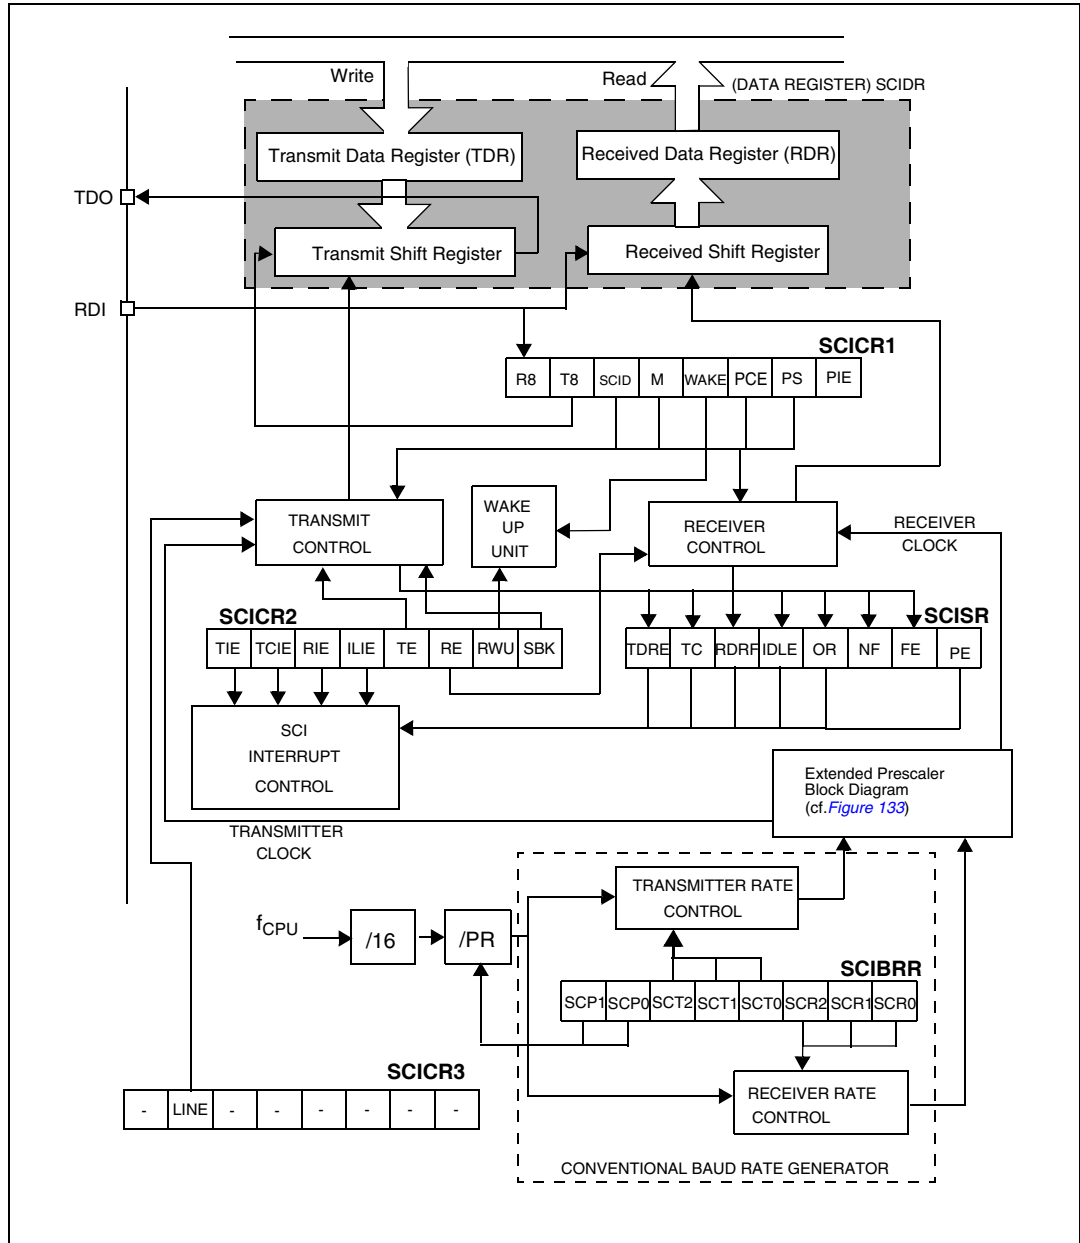 Write
Read
(DATA REGISTER) SCIDR
Transmit Data Register (TDR)
Received Data Register (RDR)
TDO
Transmit Shift Register
Received Shift Register
RDI
SCICR1
R8 T8 SCID M WAKE PCE PS PIE
TRANSMIT
CONTROL
WAKE
UP
UNIT
RECEIVER
CONTROL
RECEIVER
CLOCK
SCICR2
TIE TCIE RIE ILIE TE RE RWU SBK
SCISR
TDRE TC RDRF IDLE OR NF FE PE
SCI
INTERRUPT
CONTROL
Extended Prescaler
Block Diagram
(cf.Figure 133)
TRANSMITTER
CLOCK
TRANSMITTER RATE
CONTROL
fCPU
/16
/PR
SCIBRR
SCP1 SCP0 SCT2 SCT1 SCT0 SCR2 SCR1 SCR0
SCICR3
- LINE - - - - - -
RECEIVER RATE
CONTROL
CONVENTIONAL BAUD RATE GENERATOR